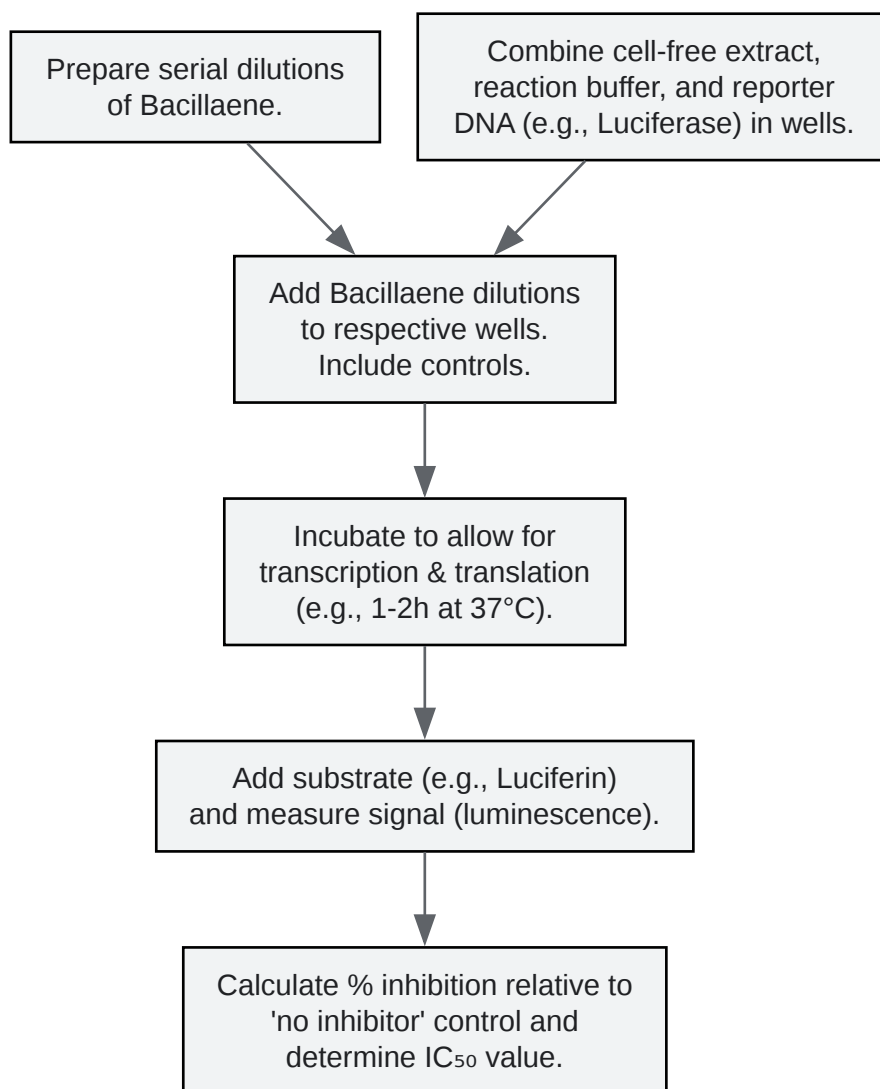 Prepare serial dilutions
of Bacillaene.
Combine cell-free extract,
reaction buffer, and reporter
DNA (e.g., Luciferase) in wells.
Add Bacillaene dilutions
to respective wells.
Include controls.
Incubate to allow for
transcription & translation
(e.g., 1-2h at 37°C).
Add substrate (e.g., Luciferin)
and measure signal (luminescence).
Calculate % inhibition relative to
'no inhibitor' control and
determine IC₅₀ value.